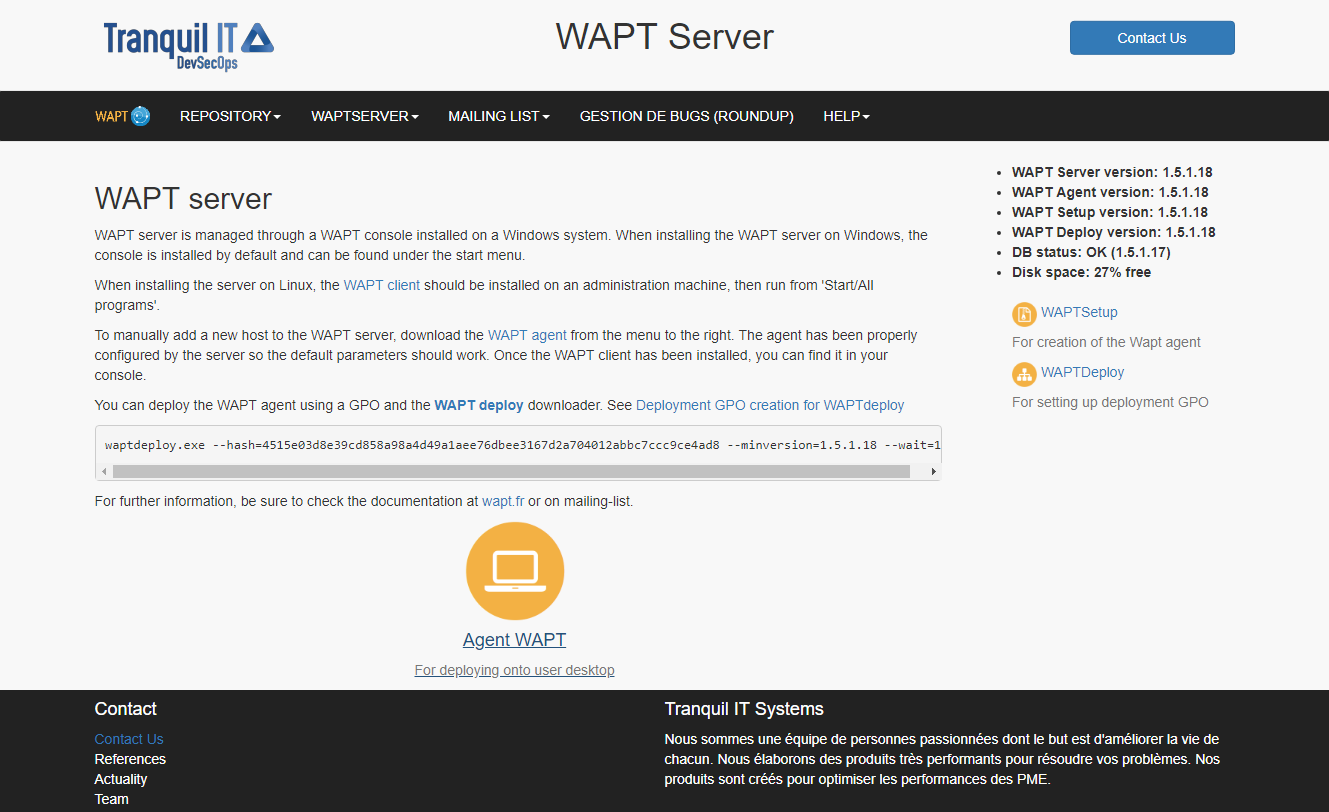 Tranquil IT
DevSecOps
WAPT Server
Contact Us
WAPT
REPOSITORY
WAPTSERVER
MAILING LIST
GESTION DE BUGS (ROUNDUP)
HELP
WAPT server
WAPT server is managed through a WAPT console installed on a Windows system. When installing the WAPT server on Windows, the
console is installed by default and can be found under the start menu.
When installing the server on Linux, the WAPT client should be installed on an administration machine, then run from 'Start/All
programs'.
To manually add a new host to the WAPT server, download the WAPT agent from the menu to the right. The agent has been properly
configured by the server so the default parameters should work. Once the WAPT client has been installed, you can find it in your
console.
You can deploy the WAPT agent using a GPO and the WAPT deploy downloader. See Deployment GPO creation for WAPTdeploy
waptdeploy.exe --hash=4515e03d8e39cd858a98a4d49a1aee76dbee3167d2a704012abbc7ccc9ce4ad8 --minversion=1.5.1.18 --wait=1
For further information, be sure to check the documentation at wapt.fr or on mailing-list.
Agent WAPT
For deploying onto user desktop
WAPT Server version: 1.5.1.18
WAPT Agent version: 1.5.1.18
WAPT Setup version: 1.5.1.18
WAPT Deploy version: 1.5.1.18
DB status: OK (1.5.1.17)
Disk space: 27% free
WAPTSetup
For creation of the Wapt agent
WAPTDeploy
For setting up deployment GPO
Contact
Contact Us
References
Actuality
Team
Tranquil IT Systems
Nous sommes une équipe de personnes passionnées dont le but est d'améliorer la vie de
chacun. Nous élaborons des produits très performants pour résoudre vos problèmes. Nos
produits sont créés pour optimiser les performances des PME.